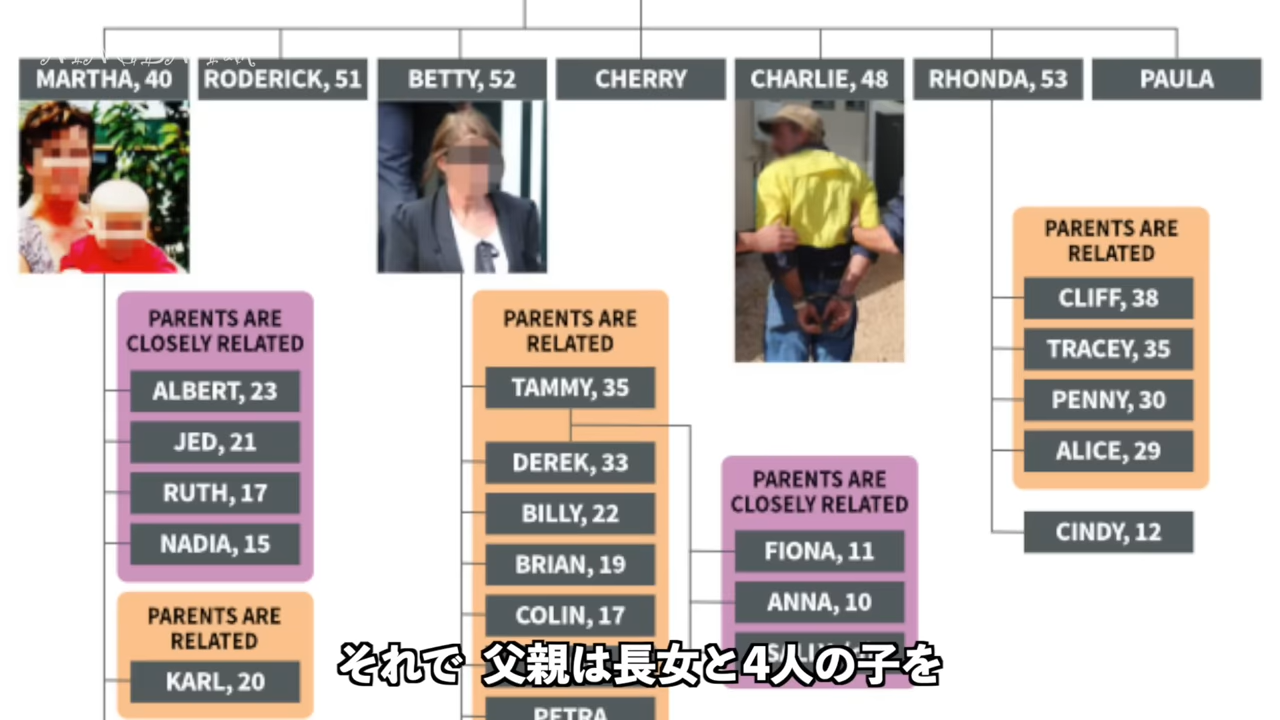 MARTHA, 40
RODERICK, 51
BETTY, 52
CHERRY
CHARLIE, 48
RHONDA, 53
PAULA
PARENTS ARE
CLOSELY RELATED
ALBERT, 23
JED, 21
RUTH, 17
NADIA, 15
PARENTS ARE
RELATED
KARL, 20
PARENTS ARE
RELATED
TAMMY, 35
DEREK, 33
BILLY, 22
BRIAN, 19
COLIN, 17
PETRA
PARENTS ARE
CLOSELY RELATED
FIONA, 11
ANNA, 10
PARENTS ARE
RELATED
CLIFF, 38
TRACEY, 35
PENNY, 30
ALICE, 29
CINDY, 12
それで 父親は長女と4人の子を